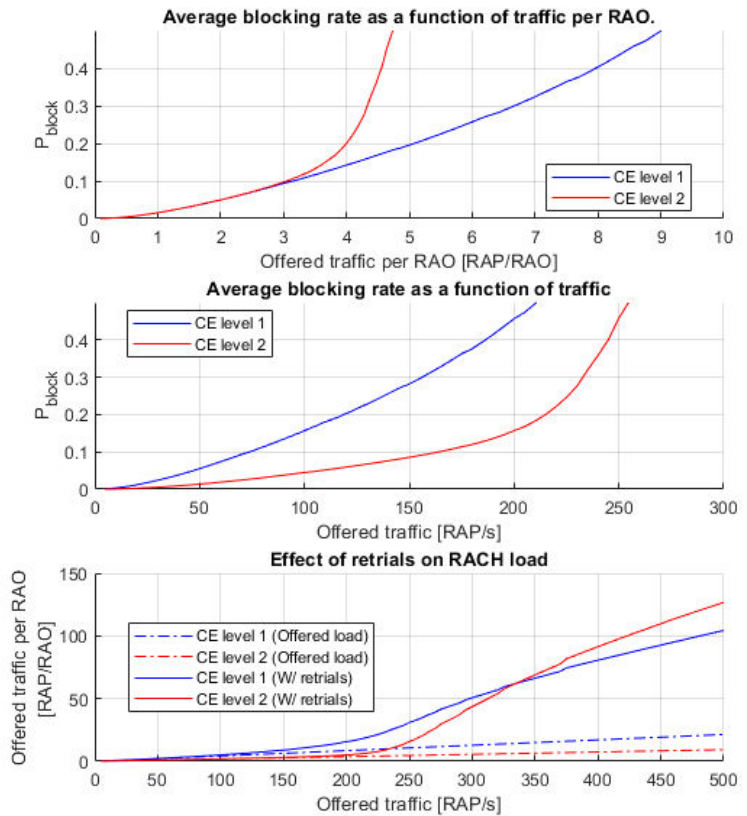 Average blocking rate as a function of traffic per RAO.
P_block
0.4
0.3
0.2
0.1
0
CE level 1
CE level 2
0 1 2 3 4 5 6 7 8 9 10
Offered traffic per RAO [RAP/RAO]
Average blocking rate as a function of traffic
P_block
0.4
0.3
0.2
0.1
0
CE level 1
CE level 2
0 50 100 150 200 250 300
Offered traffic [RAP/s]
Effect of retrials on RACH load
Offered traffic per RAO
[RAP/RAO]
150
100
50
0
CE level 1 (Offered load)
CE level 2 (Offered load)
CE level 1 (W/ retrials)
CE level 2 (W/ retrials)
0 50 100 150 200 250 300 350 400 450 500
Offered traffic [RAP/s]